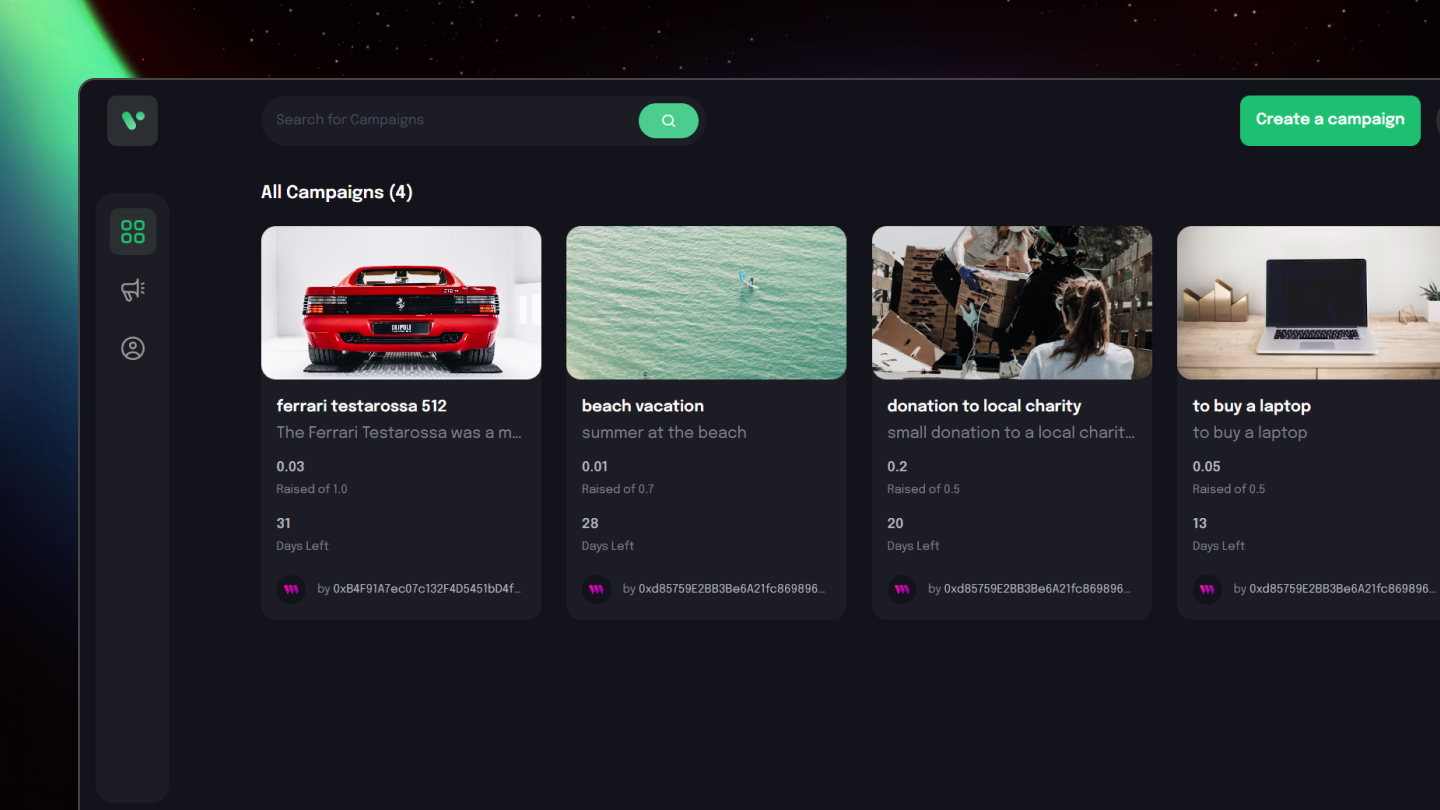 Search for Campaigns
Create a campaign
All Campaigns (4)
ferrari testarossa 512
The Ferrari Testarossa was a m...
0.03
Raised of 1.0
31
Days Left
by 0xB4F91A7ec07c132F4D5451bD4f...
beach vacation
summer at the beach
0.01
Raised of 0.7
28
Days Left
by 0xd85759E2BB3Be6A21fc869896...
donation to local charity
small donation to a local charit...
0.2
Raised of 0.5
20
Days Left
by 0xd85759E2BB3Be6A21fc869896...
to buy a laptop
to buy a laptop
0.05
Raised of 0.5
13
Days Left
by 0xd85759E2BB3Be6A21fc869896...